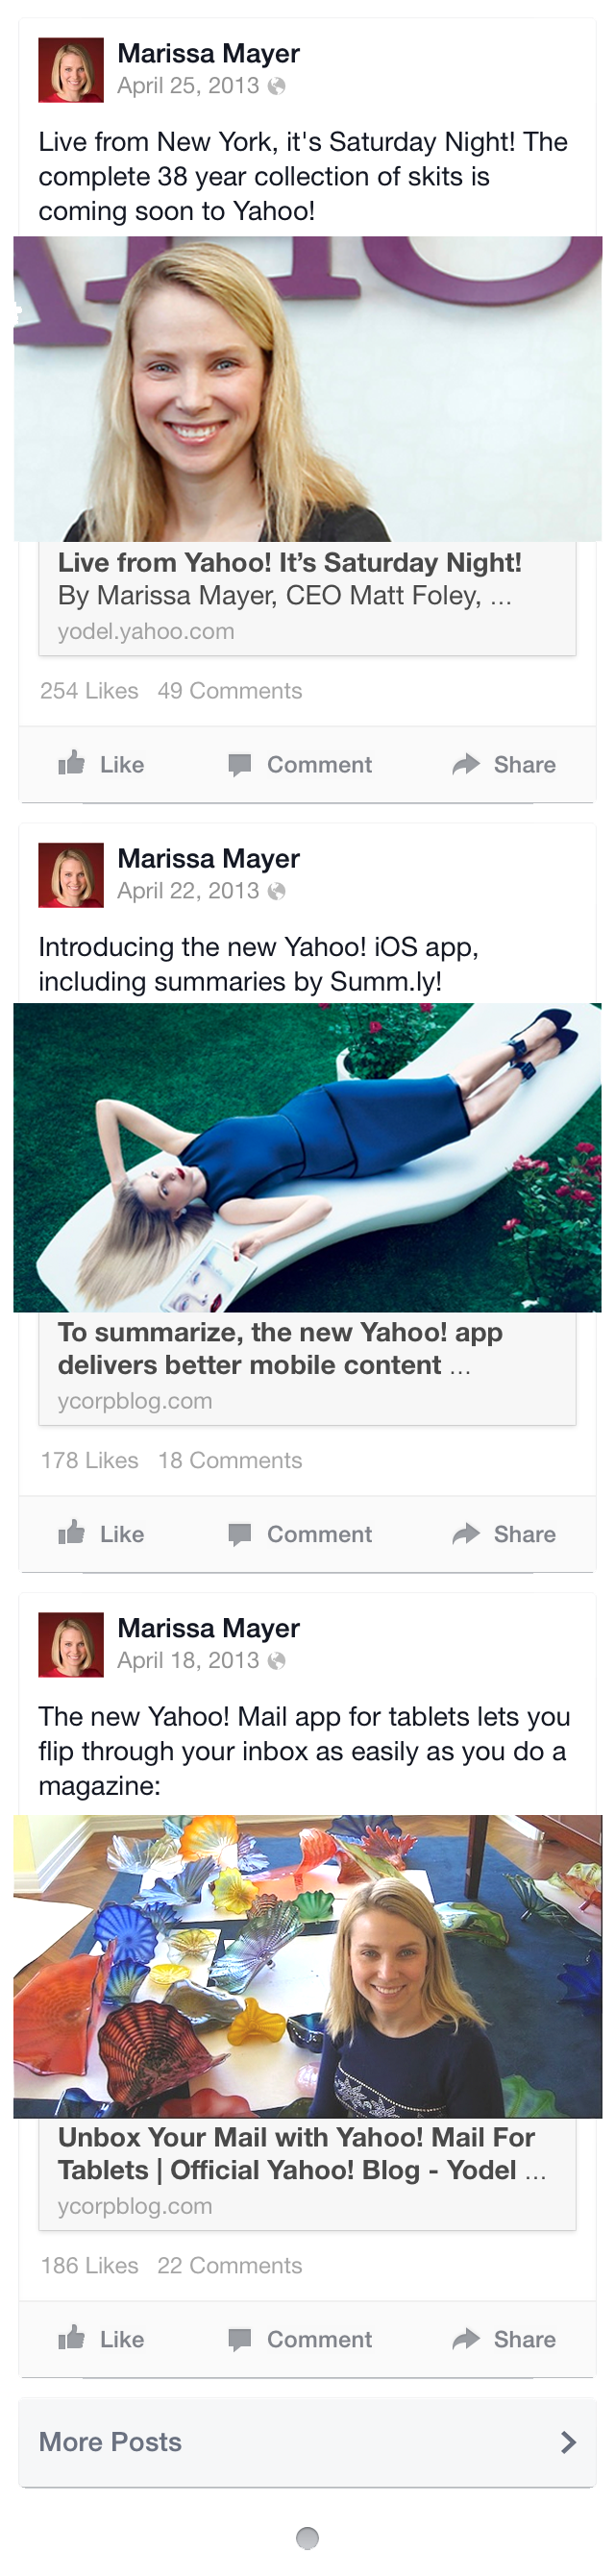 Marissa Mayer
April 25, 2013
Live from New York, it's Saturday Night! The
complete 38 year collection of skits is
coming soon to Yahoo!
AHO
Live from Yahoo! It’s Saturday Night!
By Marissa Mayer, CEO Matt Foley, ...
yodel.yahoo.com
254 Likes 49 Comments
Like Comment Share
Marissa Mayer
April 22, 2013
Introducing the new Yahoo! iOS app,
including summaries by Summ.ly!
To summarize, the new Yahoo! app
delivers better mobile content ...
ycorpblog.com
178 Likes 18 Comments
Like Comment Share
Marissa Mayer
April 18, 2013
The new Yahoo! Mail app for tablets lets you
flip through your inbox as easily as you do a
magazine:
Unbox Your Mail with Yahoo! Mail For
Tablets | Official Yahoo! Blog - Yodel ...
ycorpblog.com
186 Likes 22 Comments
Like Comment Share
More Posts